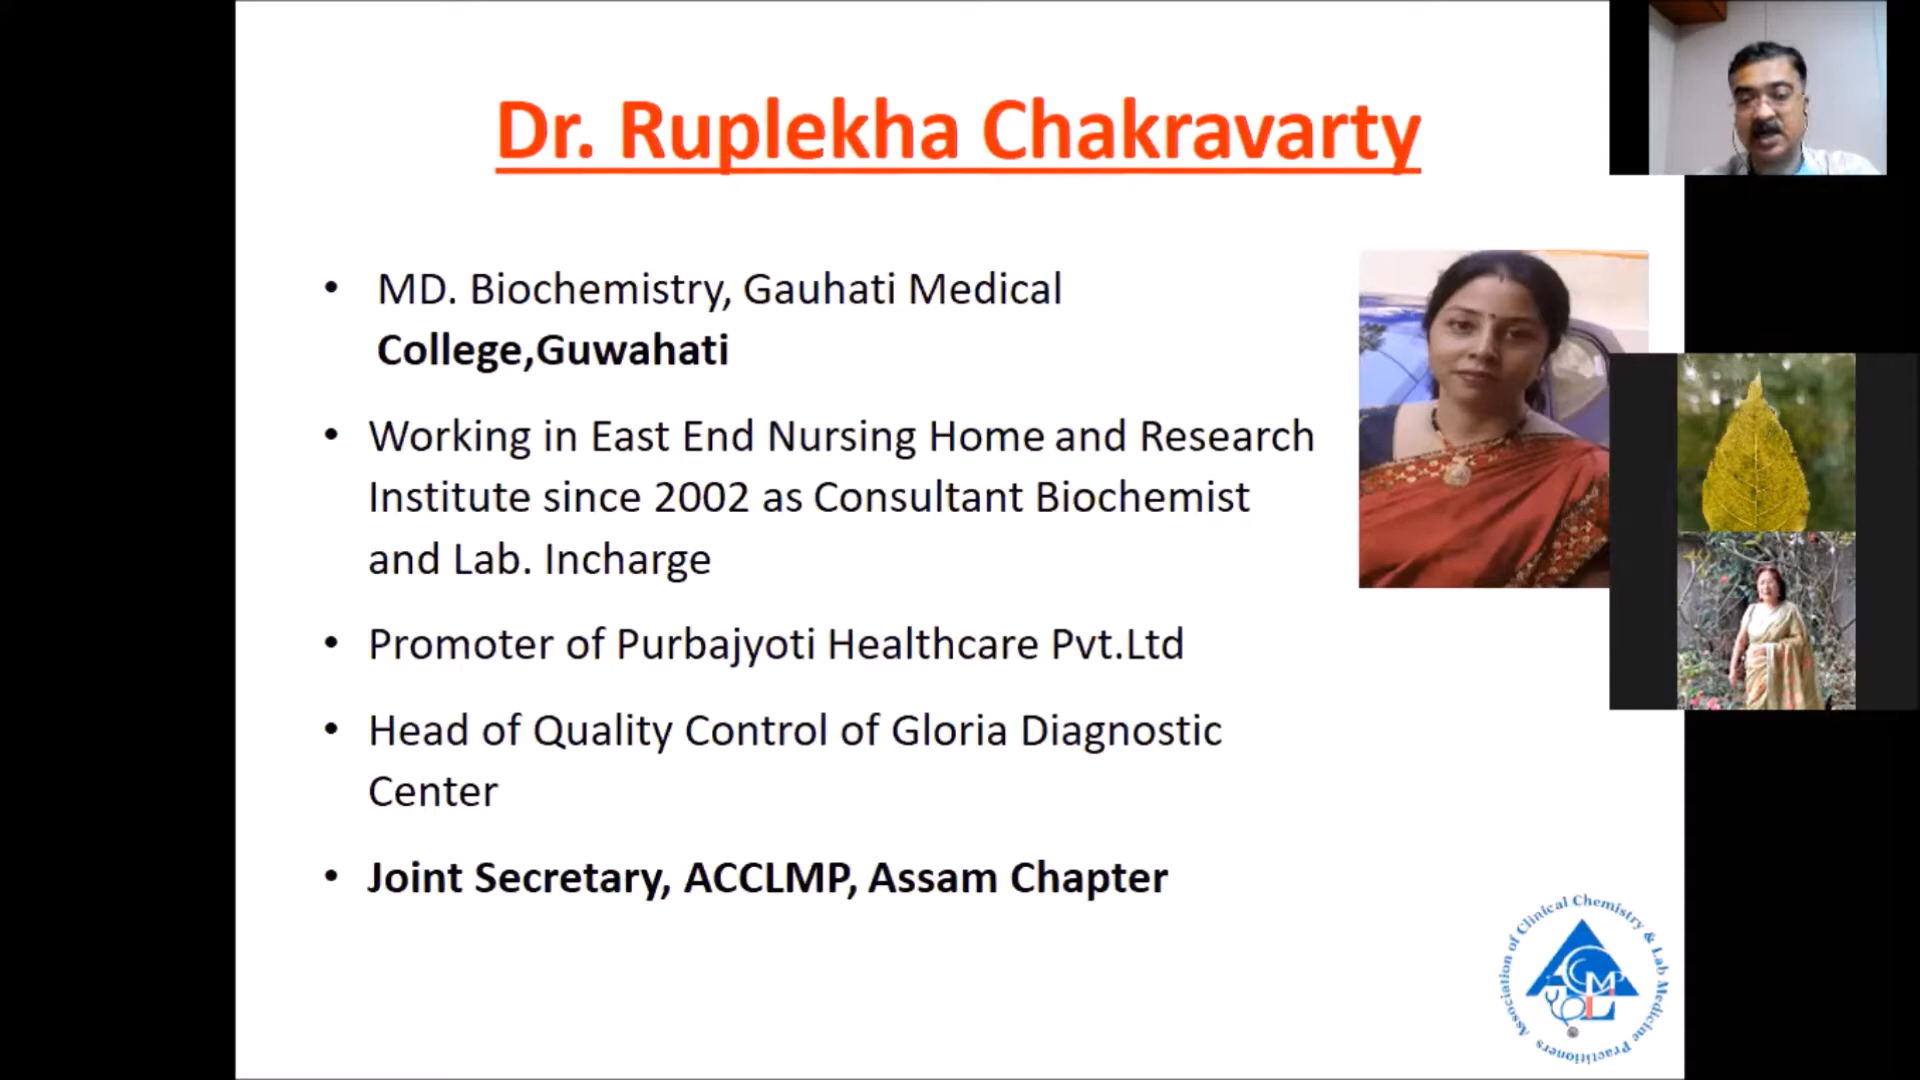 Dr. Ruplekha Chakravarty
• MD. Biochemistry, Gauhati Medical
College,Guwahati
• Working in East End Nursing Home and Research
Institute since 2002 as Consultant Biochemist
and Lab. Incharge
• Promoter of Purbajyoti Healthcare Pvt.Ltd
• Head of Quality Control of Gloria Diagnostic
Center
• Joint Secretary, ACCLMP, Assam Chapter
Association of Clinical Chemistry & Lab Medicine Practitioners